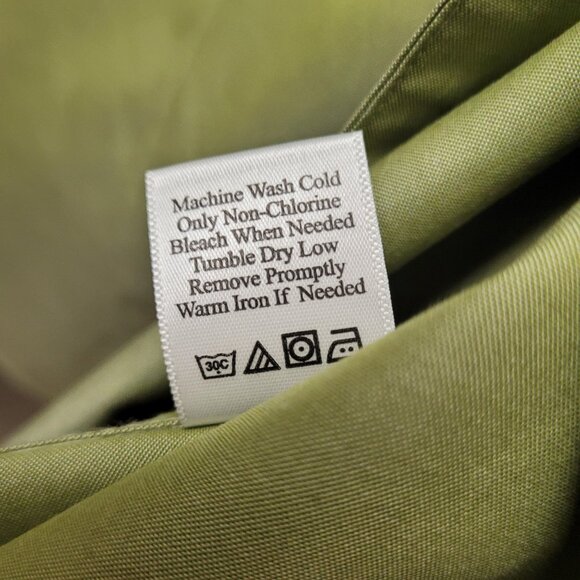 Machine Wash Cold
Only Non-Chlorine
Bleach When Needed
Tumble Dry Low
Remove Promptly
Warm Iron If Needed
30C